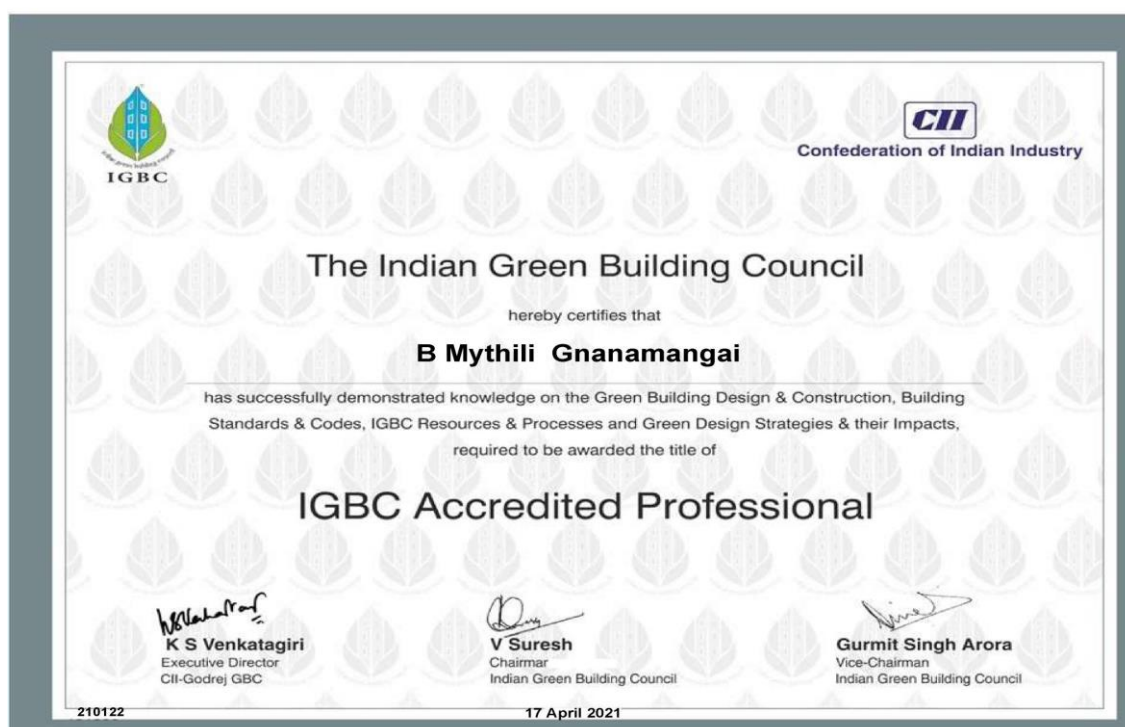 IGBC
CII
Confederation of Indian Industry
The Indian Green Building Council
hereby certifies that
B Mythili Gnanamangai
has successfully demonstrated knowledge on the Green Building Design & Construction, Building
Standards & Codes, IGBC Resources & Processes and Green Design Strategies & their Impacts,
required to be awarded the title of
IGBC Accredited Professional
K S Venkatagiri
Executive Director
CII-Godrej GBC
V Suresh
Chairmar
Indian Green Building Council
Gurmit Singh Arora
Vice-Chairman
Indian Green Building Council
210122
17 April 2021